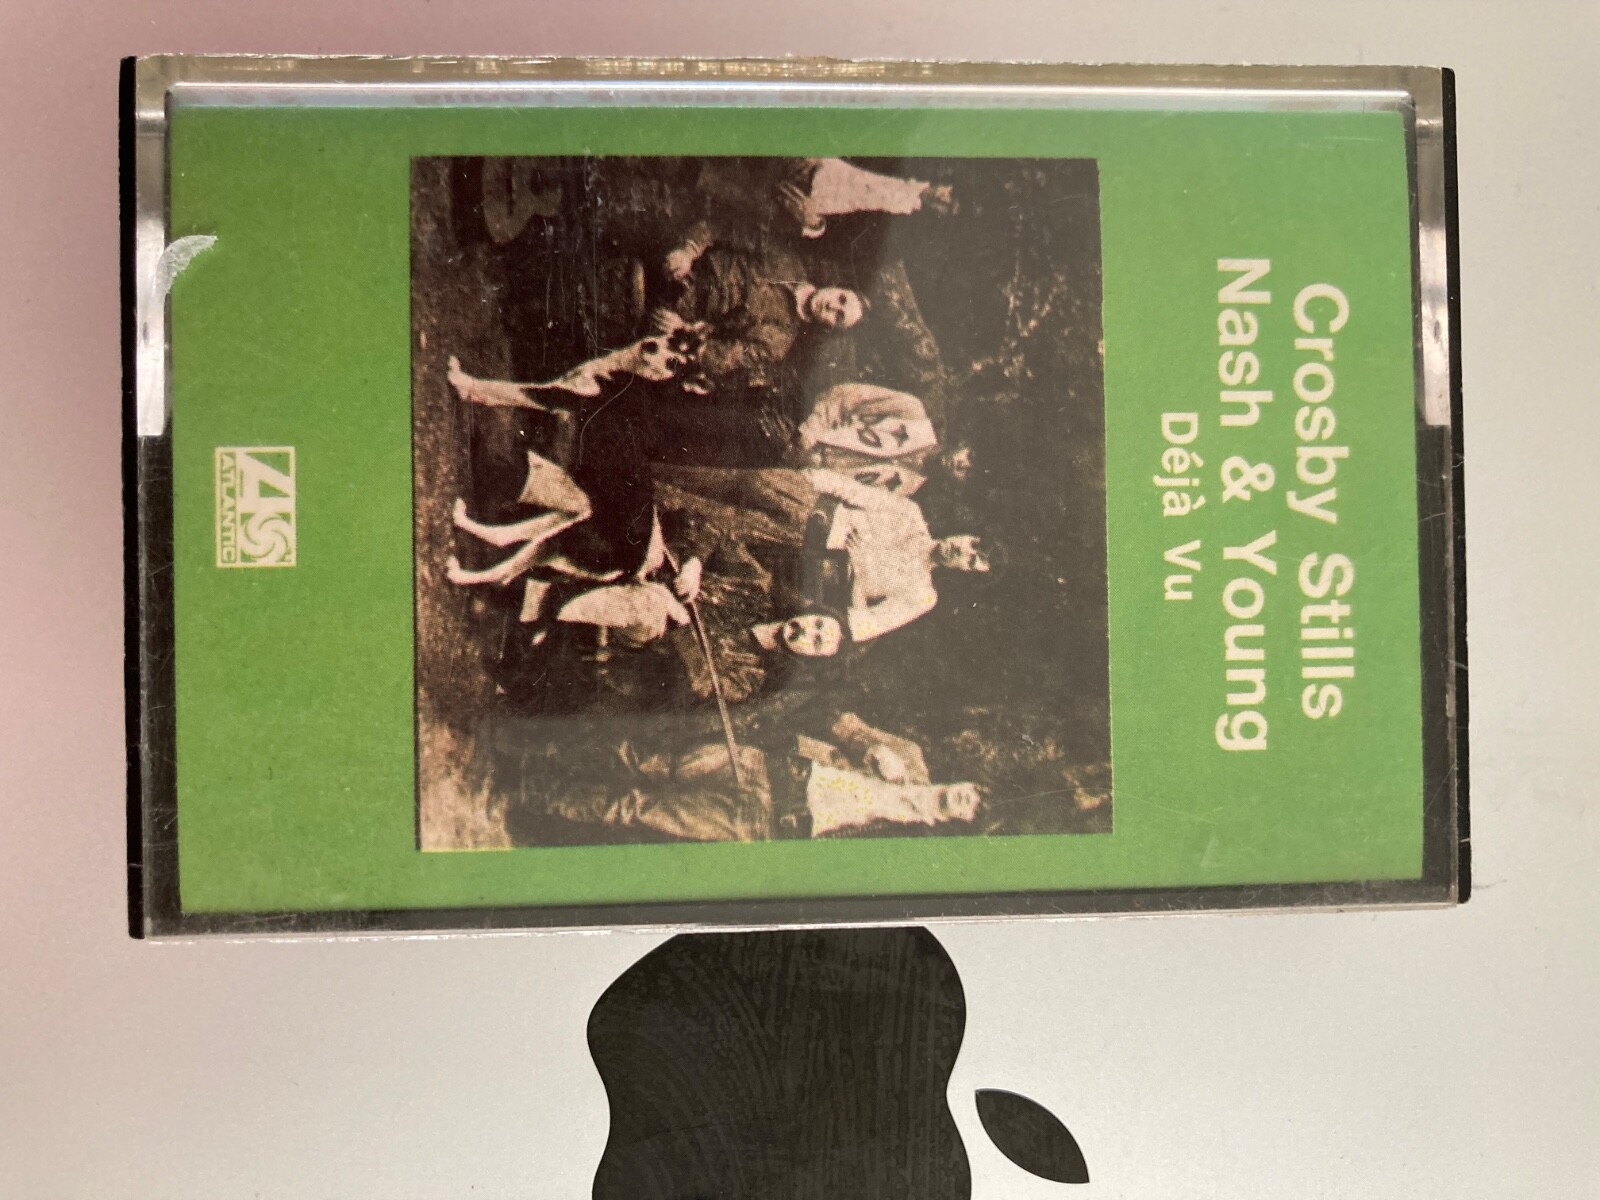 Crosby Stills
Nash & Young
Déjà Vu
ATLANTIC